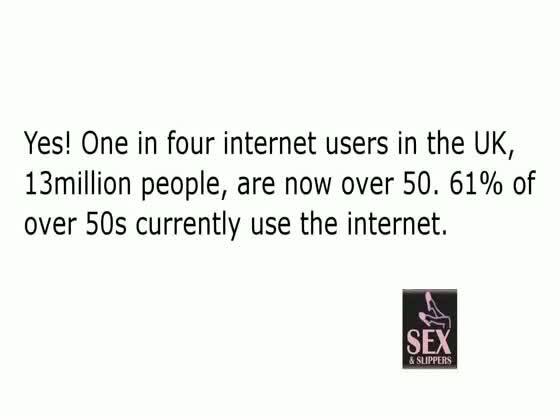 Yes! One in four internet users in the UK,
13million people, are now over 50. 61% of
over 50s currently use the internet.
SEX
& SLIPPERS